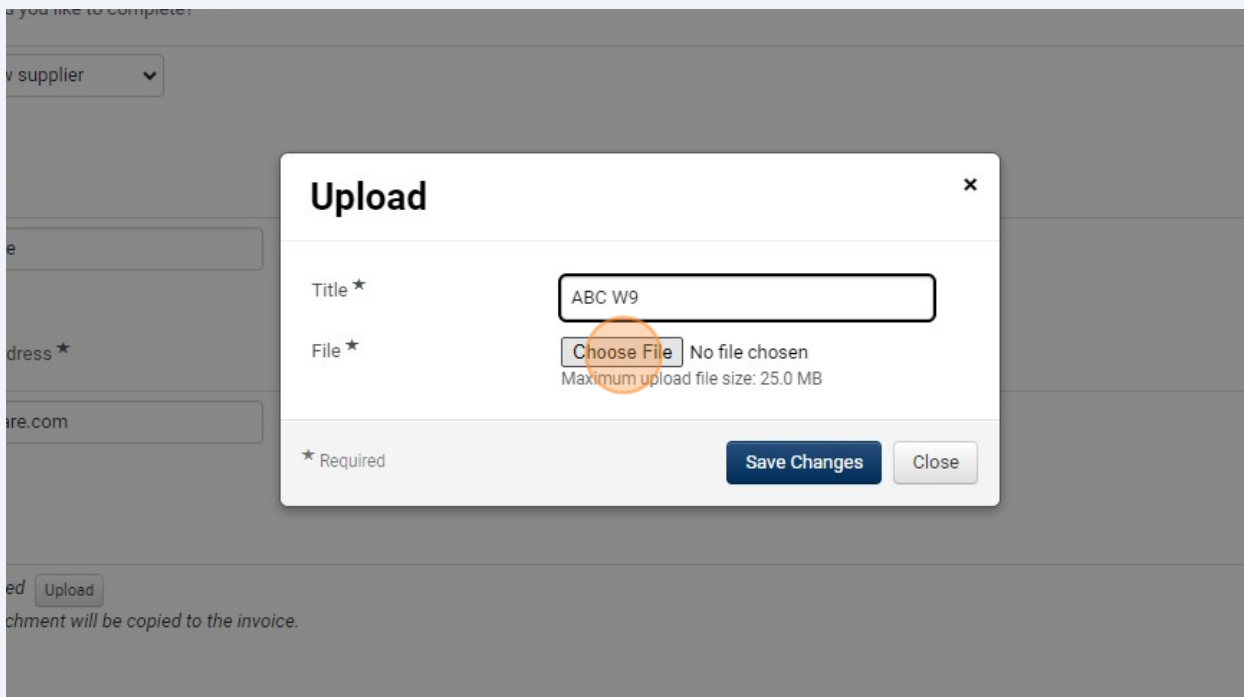 d you like to complete?
w supplier
Upload
×
e
Title ★
ABC W9
dress ★
File ★
Choose File No file chosen
Maximum upload file size: 25.0 MB
are.com
★ Required
Save Changes
Close
ed Upload
chment will be copied to the invoice.